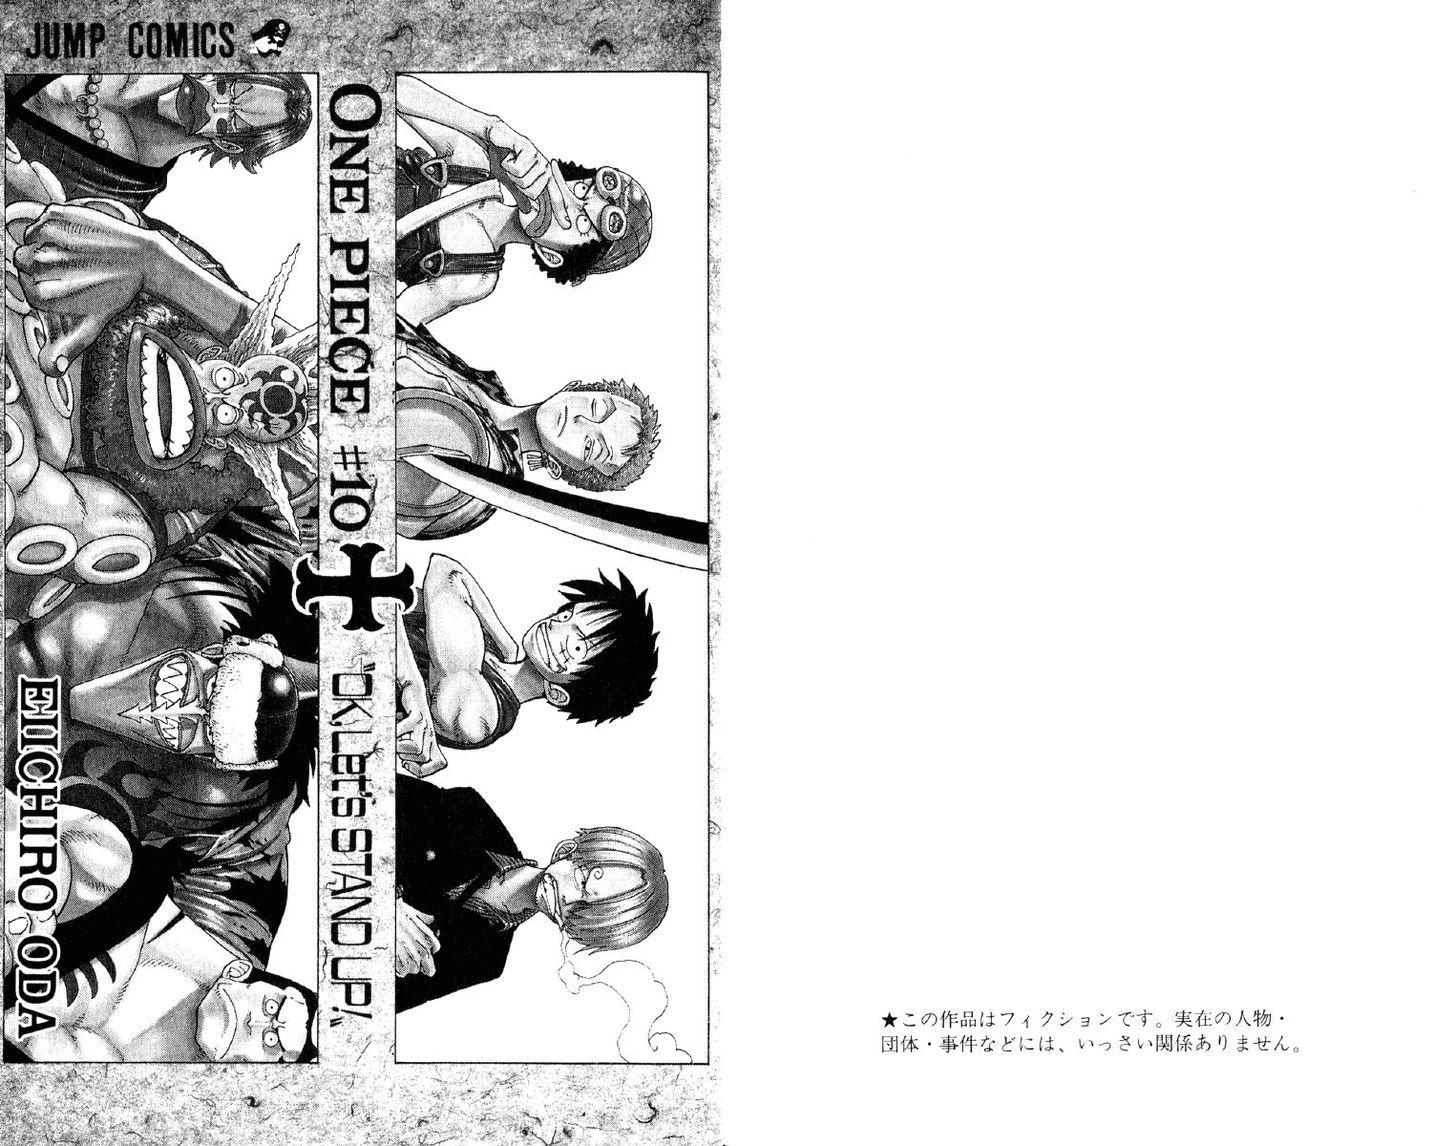 JUMP COMICS
ONE PIECE #10
"OK, Let's STAND UP!"
EIICHIRO ODA
★この作品はフィクションです。実在の人物・
団体・事件などには、いっさい関係ありません。